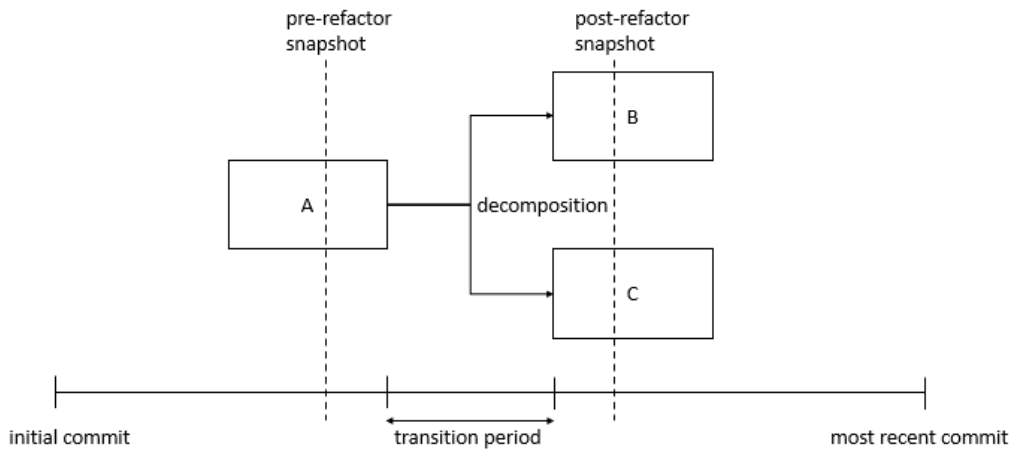 pre-refactor
snapshot
post-refactor
snapshot
B
A
decomposition
C
initial commit
transition period
most recent commit